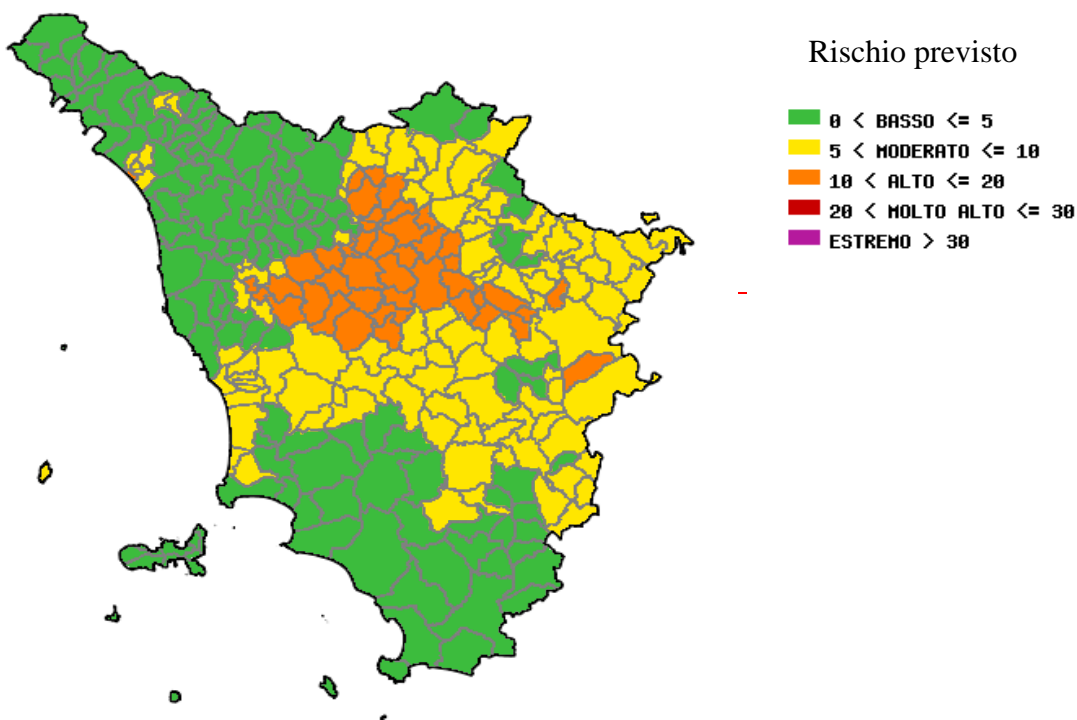 Rischio previsto
0 < BASSO <= 5
5 < MODERATO <= 10
10 < ALTO <= 20
20 < MOLTO ALTO <= 30
ESTREMO > 30